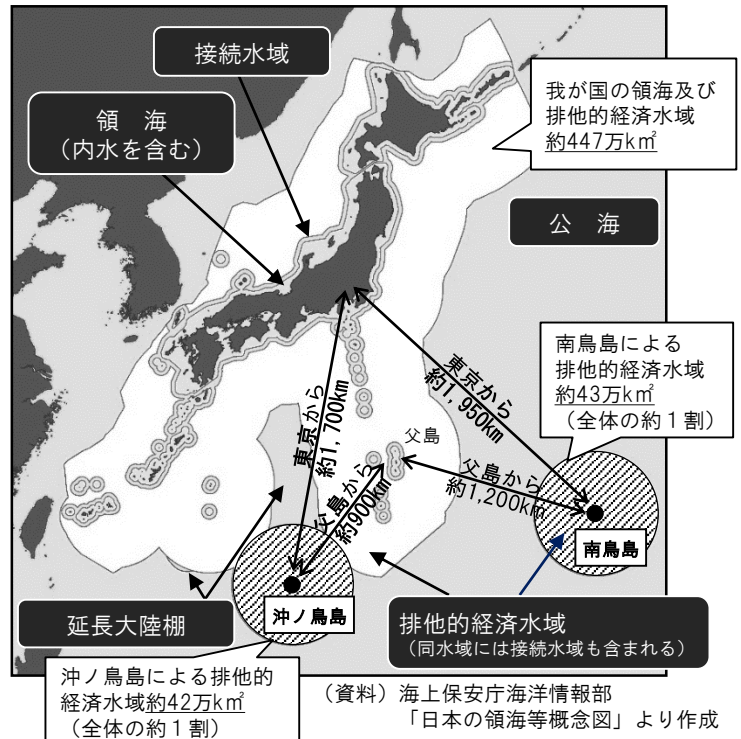 接続水域
領　海
（内水を含む）
我が国の領海及び
排他的経済水域
約447万k㎡
公　海
南鳥島による
排他的経済水域
約43万k㎡
（全体の約１割）
東京から
約1,950km
東京から
約1,700km
父島
父島から
約1,200km
父島から
約900km
南鳥島
沖ノ鳥島
延長大陸棚
排他的経済水域
（同水域には接続水域も含まれる）
沖ノ鳥島による排他的
経済水域約42万k㎡
（全体の約１割）
（資料）海上保安庁海洋情報部
「日本の領海等概念図」より作成